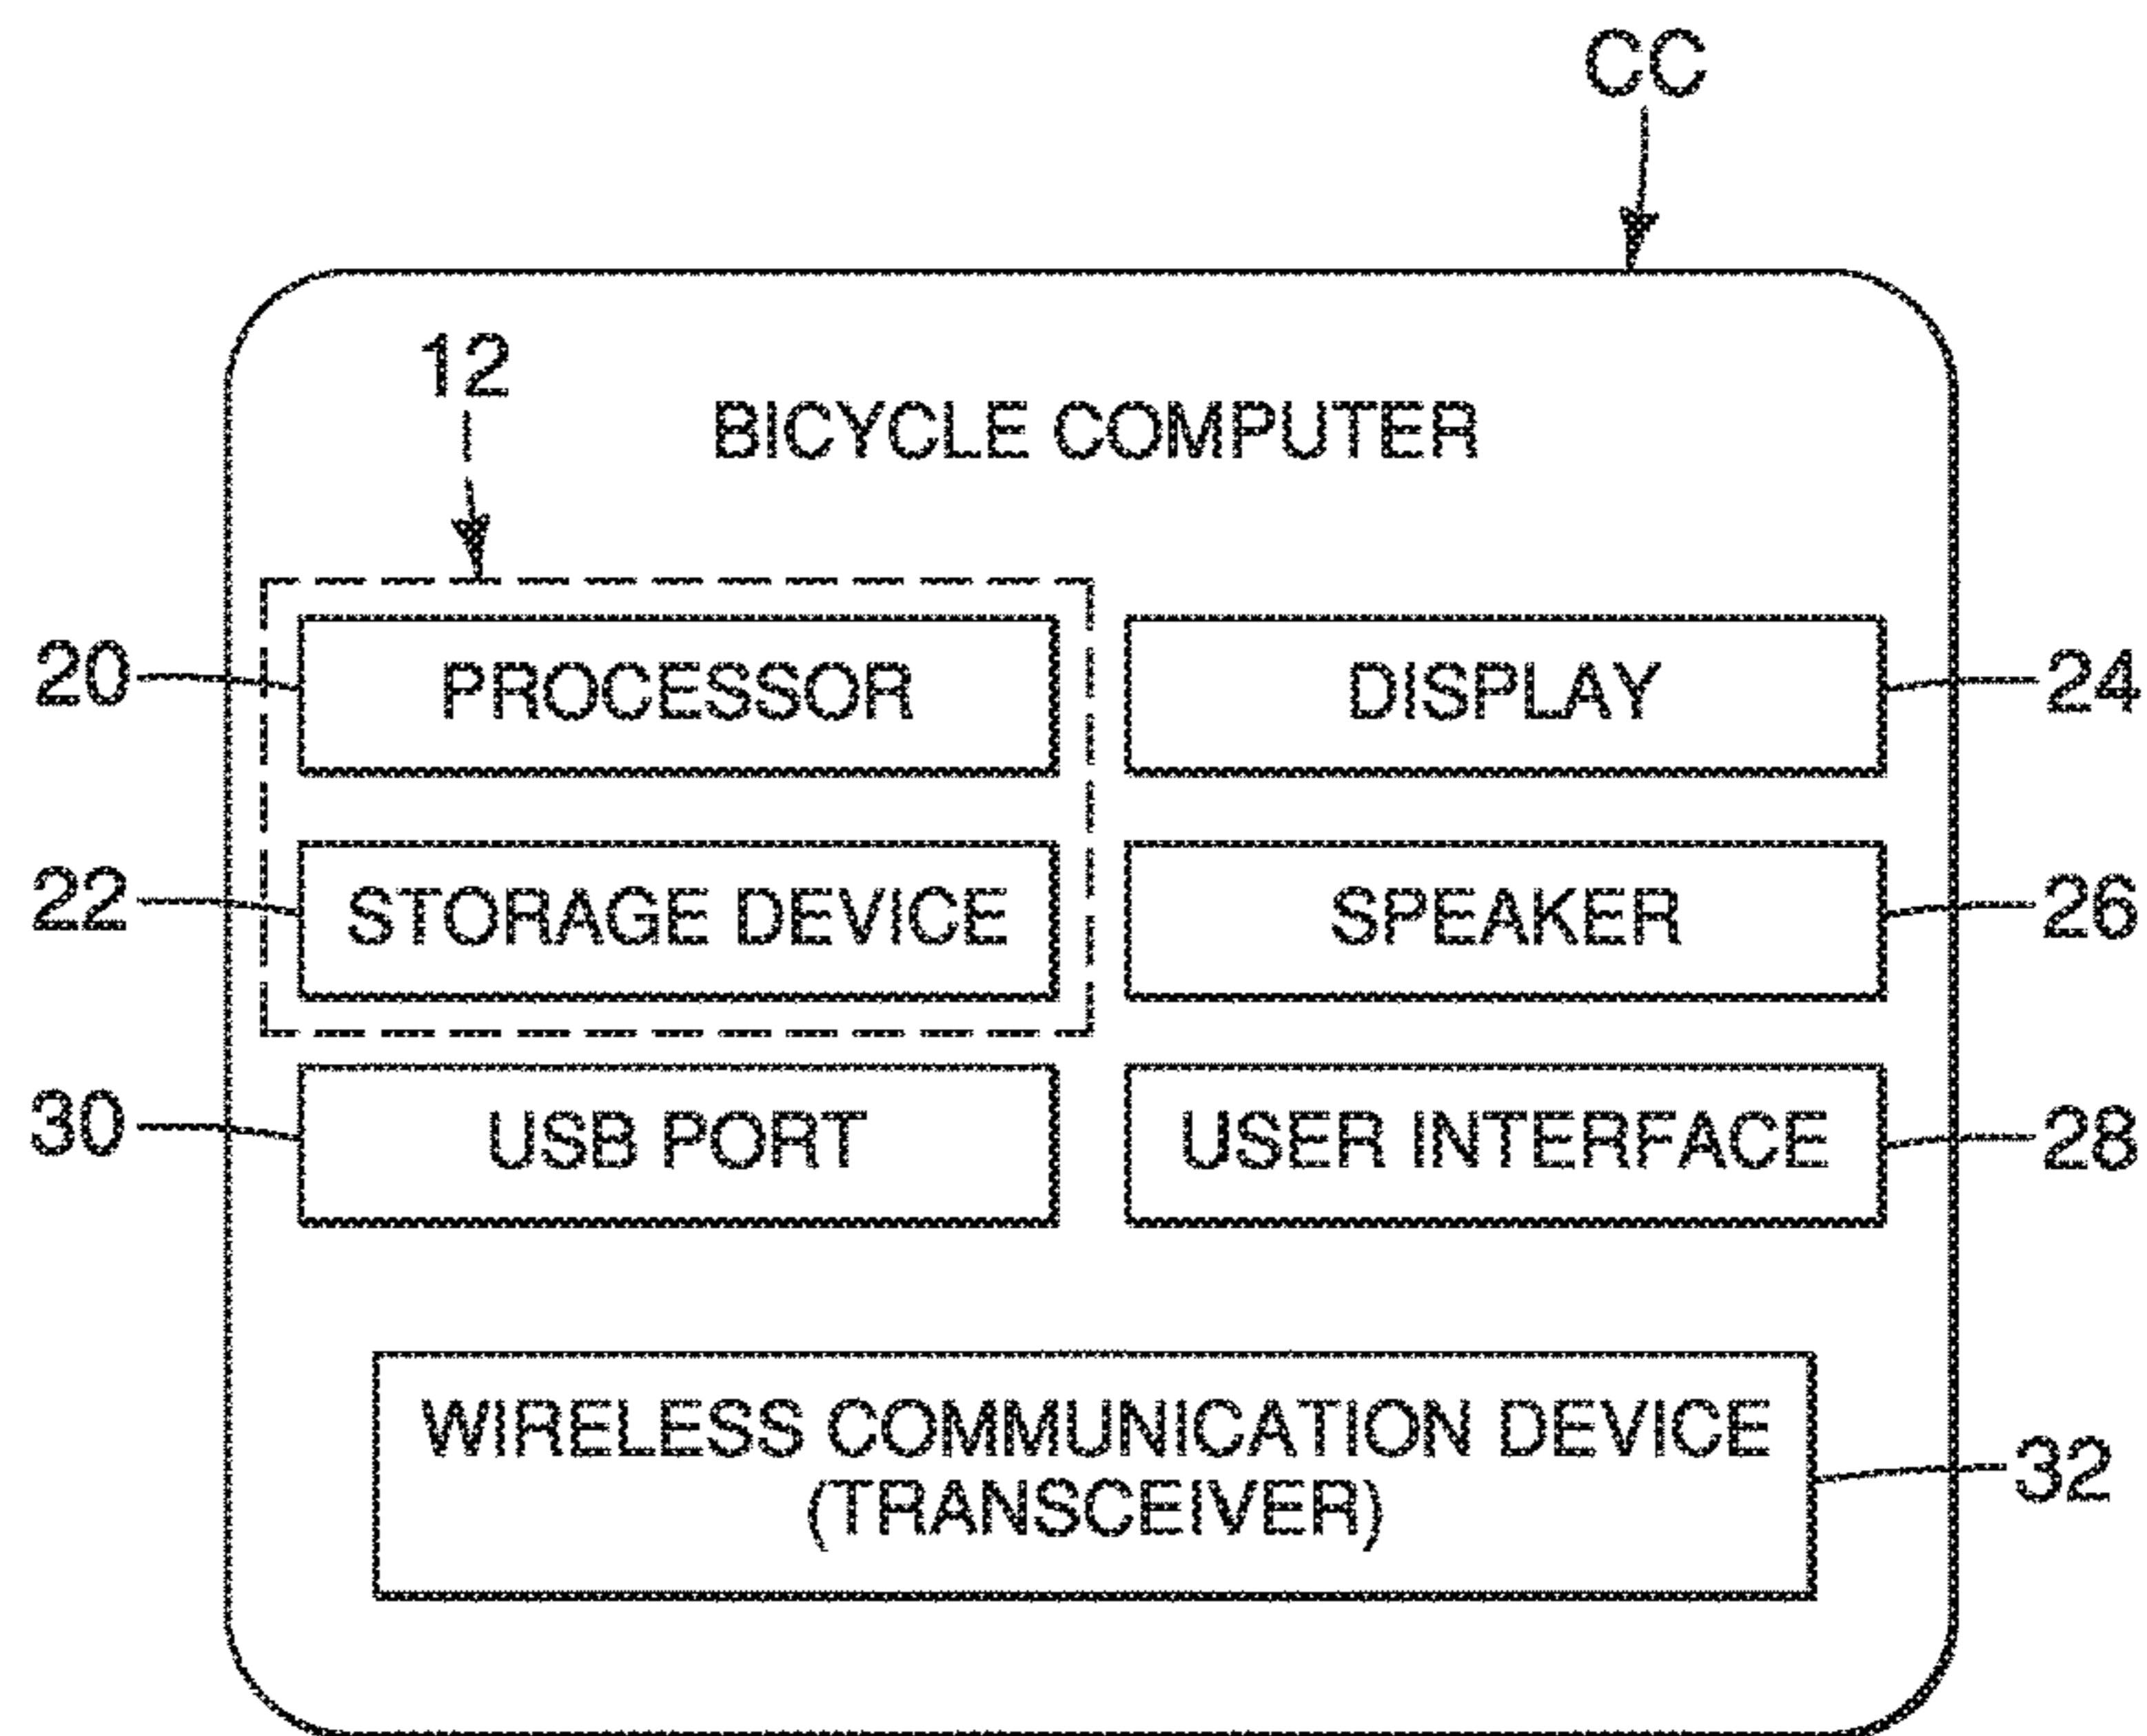 CC
12
BICYCLE COMPUTER
20
PROCESSOR
DISPLAY
24
22
STORAGE DEVICE
SPEAKER
26
30
USB PORT
USER INTERFACE
28
WIRELESS COMMUNICATION DEVICE
(TRANSCEIVER)
32